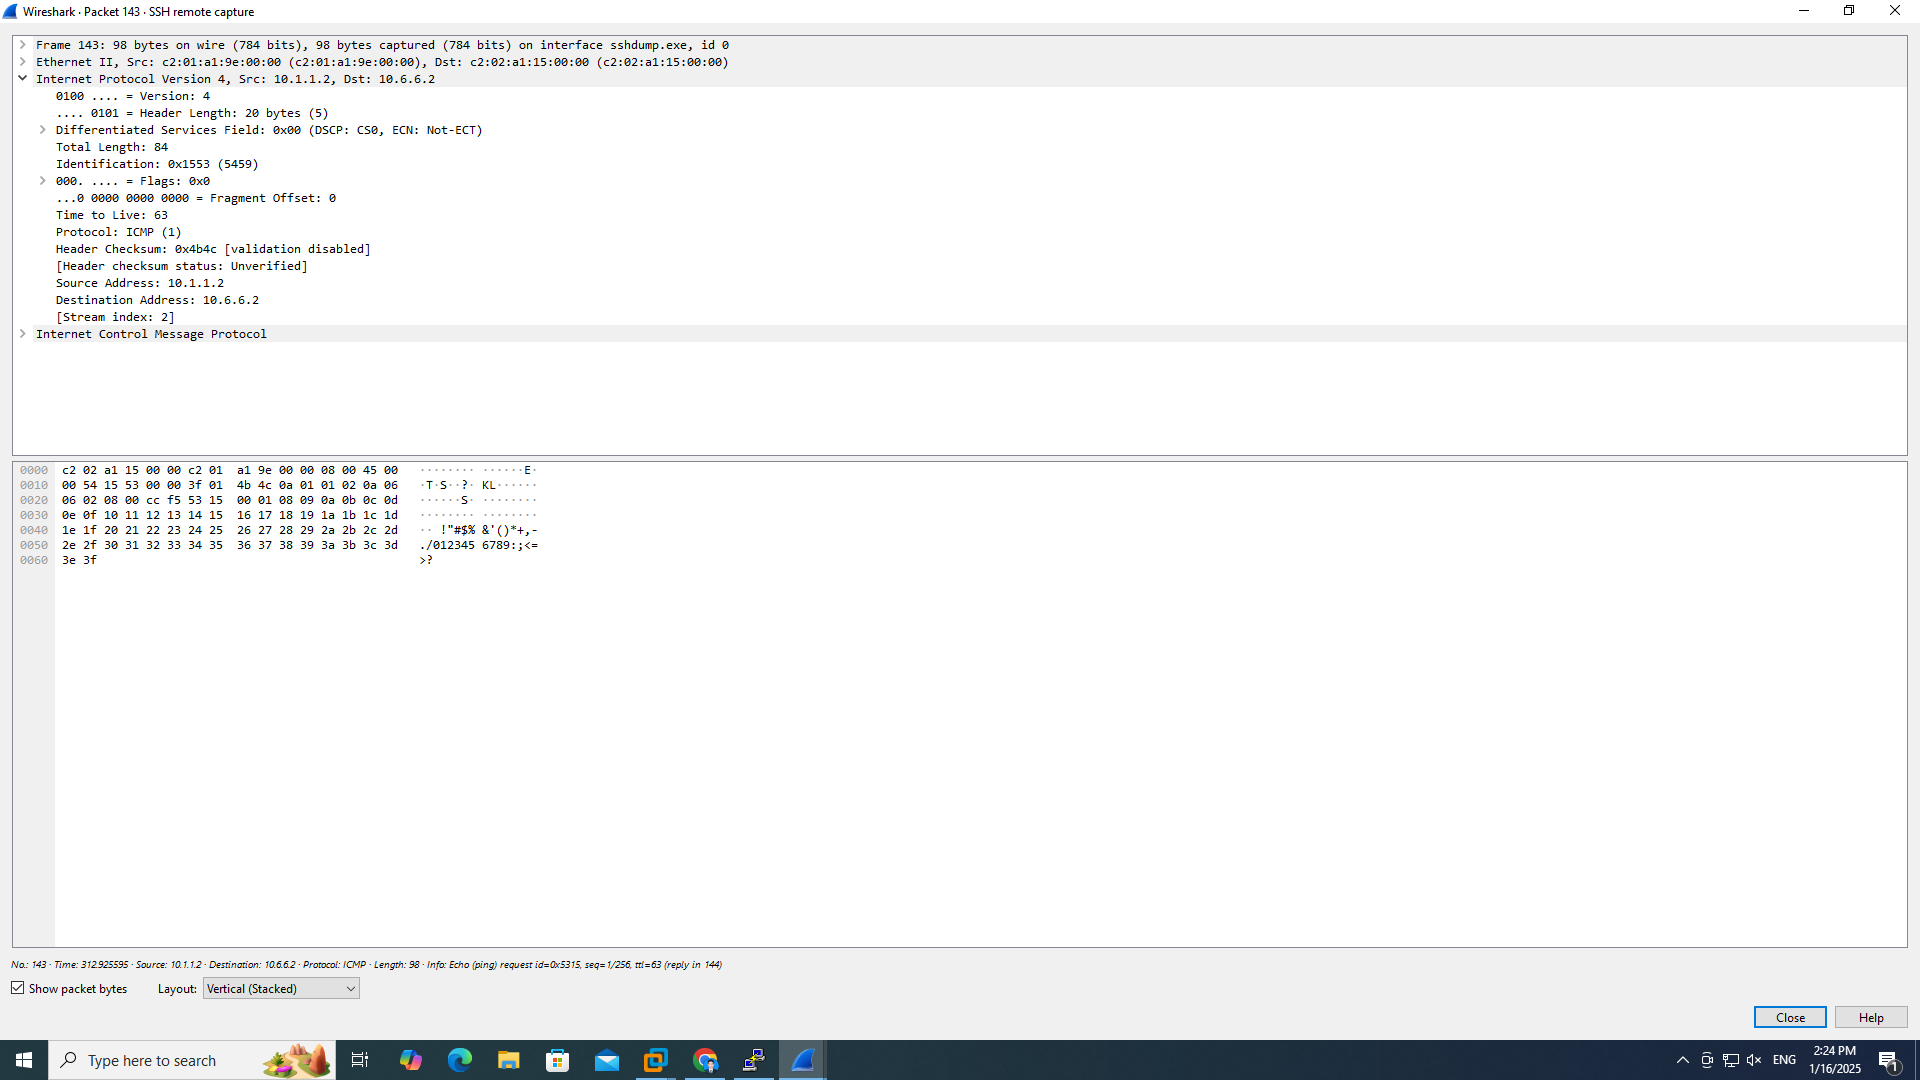 Wireshark · Packet 143 · SSH remote capture
Frame 143: 98 bytes on wire (784 bits), 98 bytes captured (784 bits) on interface sshdump.exe, id 0
Ethernet II, Src: c2:01:a1:9e:00:00 (c2:01:a1:9e:00:00), Dst: c2:02:a1:15:00:00 (c2:02:a1:15:00:00)
Internet Protocol Version 4, Src: 10.1.1.2, Dst: 10.6.6.2
0100 .... = Version: 4
.... 0101 = Header Length: 20 bytes (5)
Differentiated Services Field: 0x00 (DSCP: CS0, ECN: Not-ECT)
Total Length: 84
Identification: 0x1553 (5459)
000. .... = Flags: 0x0
...0 0000 0000 0000 = Fragment Offset: 0
Time to Live: 63
Protocol: ICMP (1)
Header Checksum: 0x4b4c [validation disabled]
[Header checksum status: Unverified]
Source Address: 10.1.1.2
Destination Address: 10.6.6.2
[Stream index: 2]
Internet Control Message Protocol
0000 c2 02 a1 15 00 00 c2 01 a1 9e 00 00 08 00 45 00 ········ ······E·
0010 00 54 15 53 00 00 3f 01 4b 4c 0a 01 01 02 0a 06 ·T·S··?· KL······
0020 06 02 08 00 cc f5 53 15 00 01 08 09 0a 0b 0c 0d ······S· ········
0030 0e 0f 10 11 12 13 14 15 16 17 18 19 1a 1b 1c 1d ········ ········
0040 1e 1f 20 21 22 23 24 25 26 27 28 29 2a 2b 2c 2d ·· !"#$% &'()*+,-
0050 2e 2f 30 31 32 33 34 35 36 37 38 39 3a 3b 3c 3d ./012345 6789:;<=
0060 3e 3f >?
No.: 143 · Time: 312.925595 · Source: 10.1.1.2 · Destination: 10.6.6.2 · Protocol: ICMP · Length: 98 · Info: Echo (ping) request id=0x5315, seq=1/256, ttl=63 (reply in 144)
Show packet bytes Layout: Vertical (Stacked)
Close Help
Type here to search
ENG
2:24 PM
1/16/2025
1